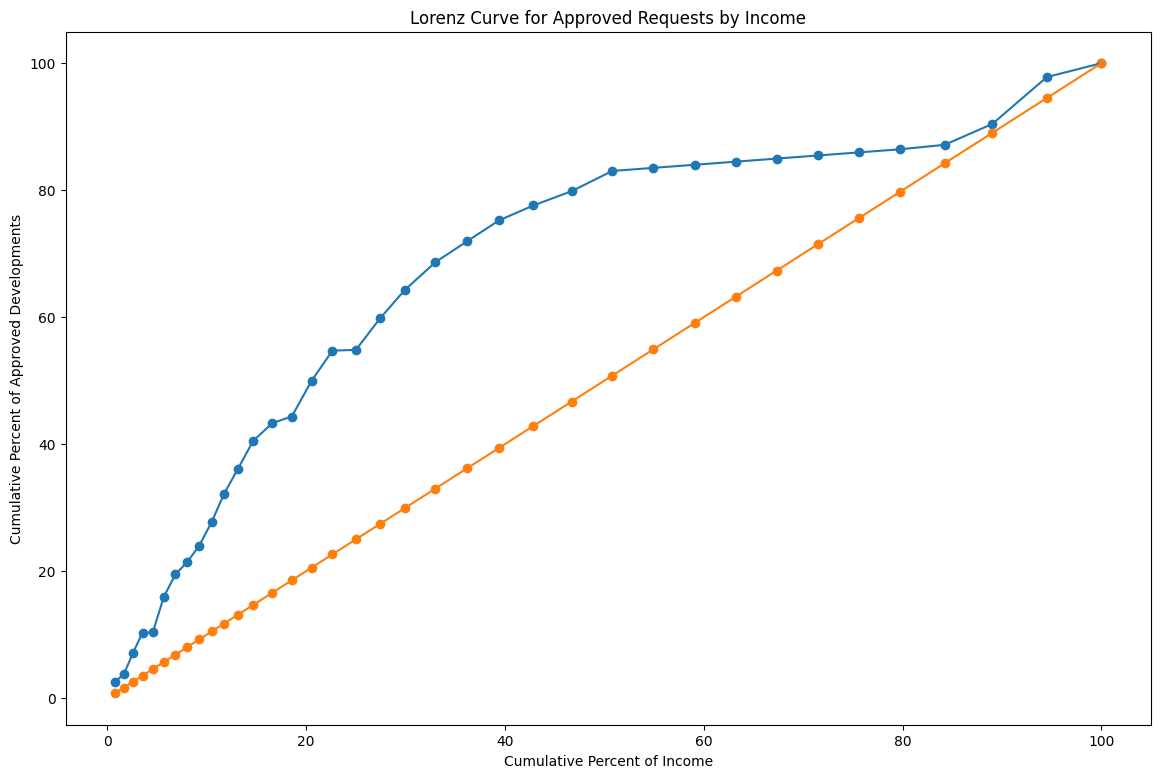 Lorenz Curve for Approved Requests by Income
100
80
60
40
20
0
Cumulative Percent of Approved Developments
0 20 40 60 80 100
Cumulative Percent of Income